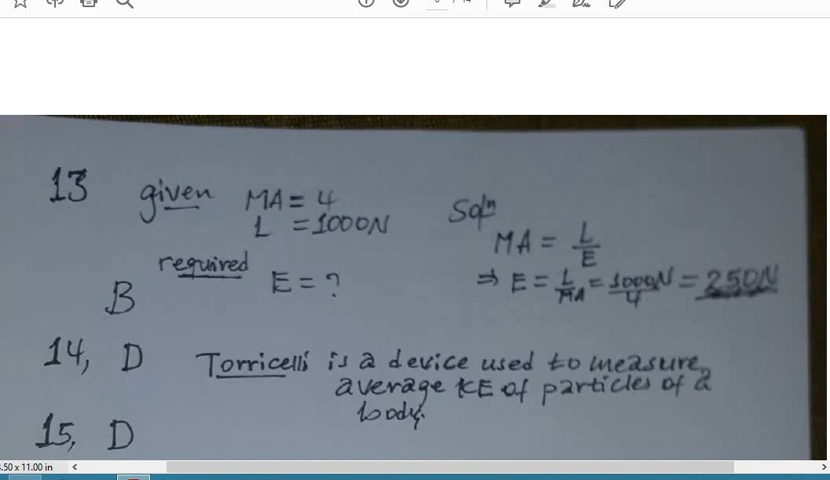 13 given MA = 4 Solⁿ
L = 1000N MA = L/E
required E = ? ⇒ E = L/MA = 1000N/4 = 250N
B
14, D Torricelli is a device used to measure
average KE of particles of a
body.
15, D
.50 x 11.00 in